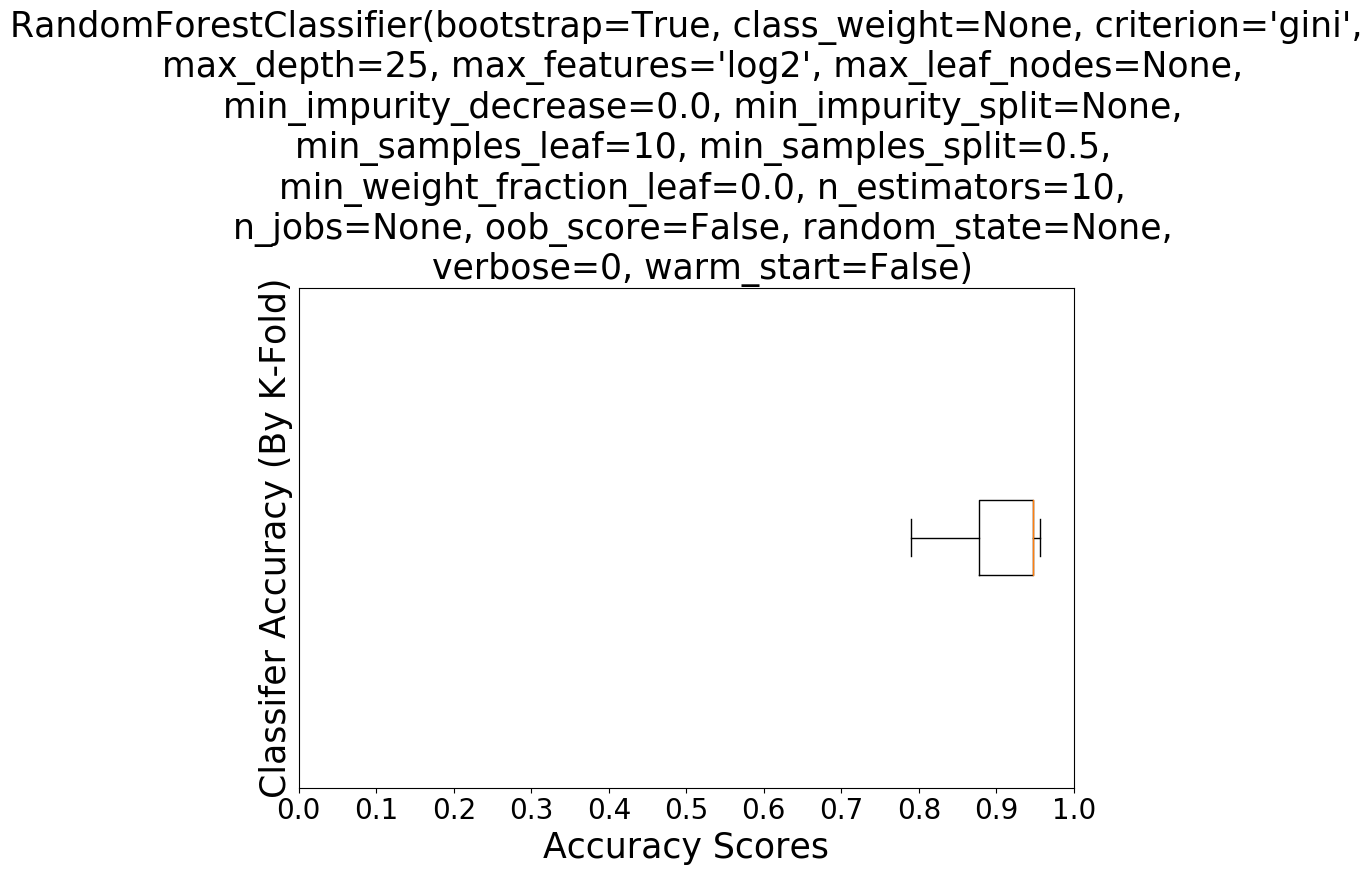 RandomForestClassifier(bootstrap=True, class_weight=None, criterion='gini',
max_depth=25, max_features='log2', max_leaf_nodes=None,
min_impurity_decrease=0.0, min_impurity_split=None,
min_samples_leaf=10, min_samples_split=0.5,
min_weight_fraction_leaf=0.0, n_estimators=10,
n_jobs=None, oob_score=False, random_state=None,
verbose=0, warm_start=False)
Classifer Accuracy (By K-Fold)
0.0 0.1 0.2 0.3 0.4 0.5 0.6 0.7 0.8 0.9 1.0
Accuracy Scores